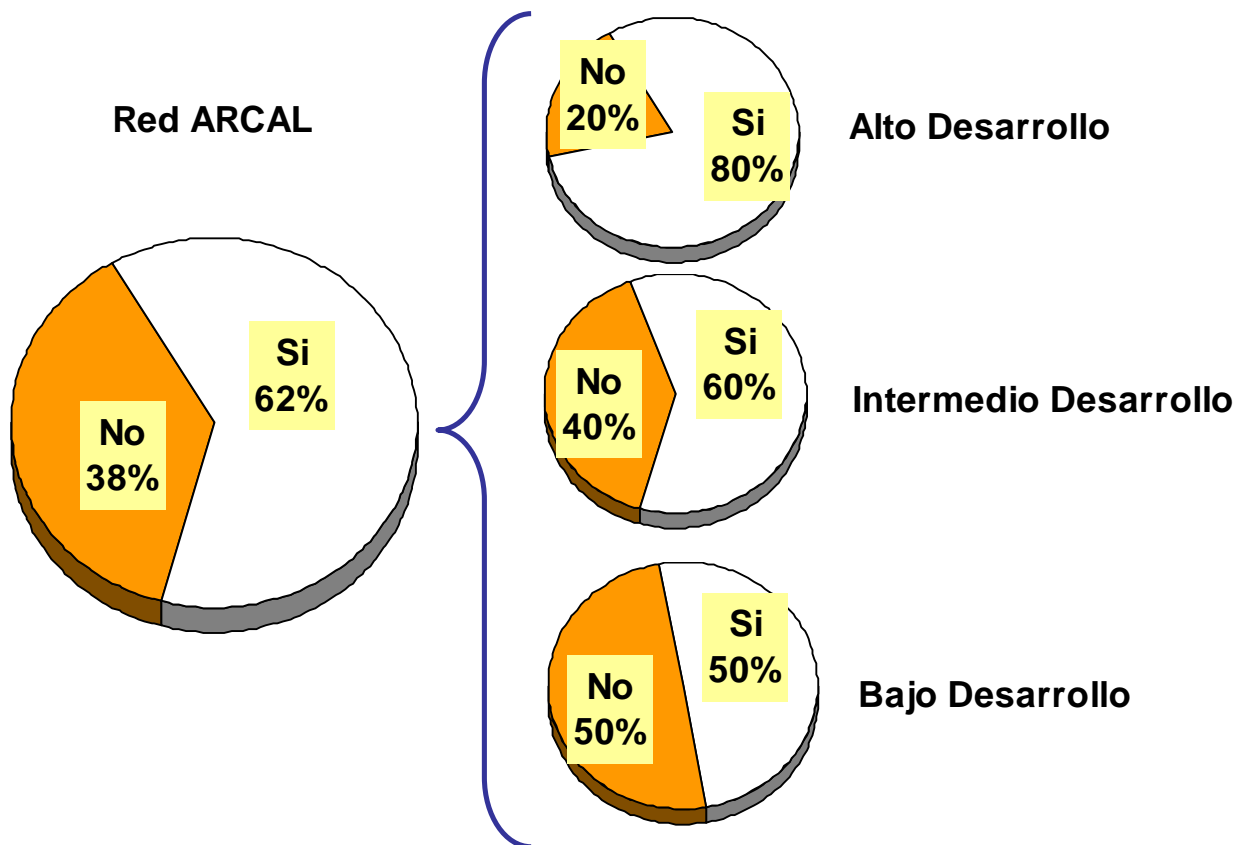 Red ARCAL
No
38%
Si
62%
No
20%
Si
80%
Alto Desarrollo
No
40%
Si
60%
Intermedio Desarrollo
No
50%
Si
50%
Bajo Desarrollo